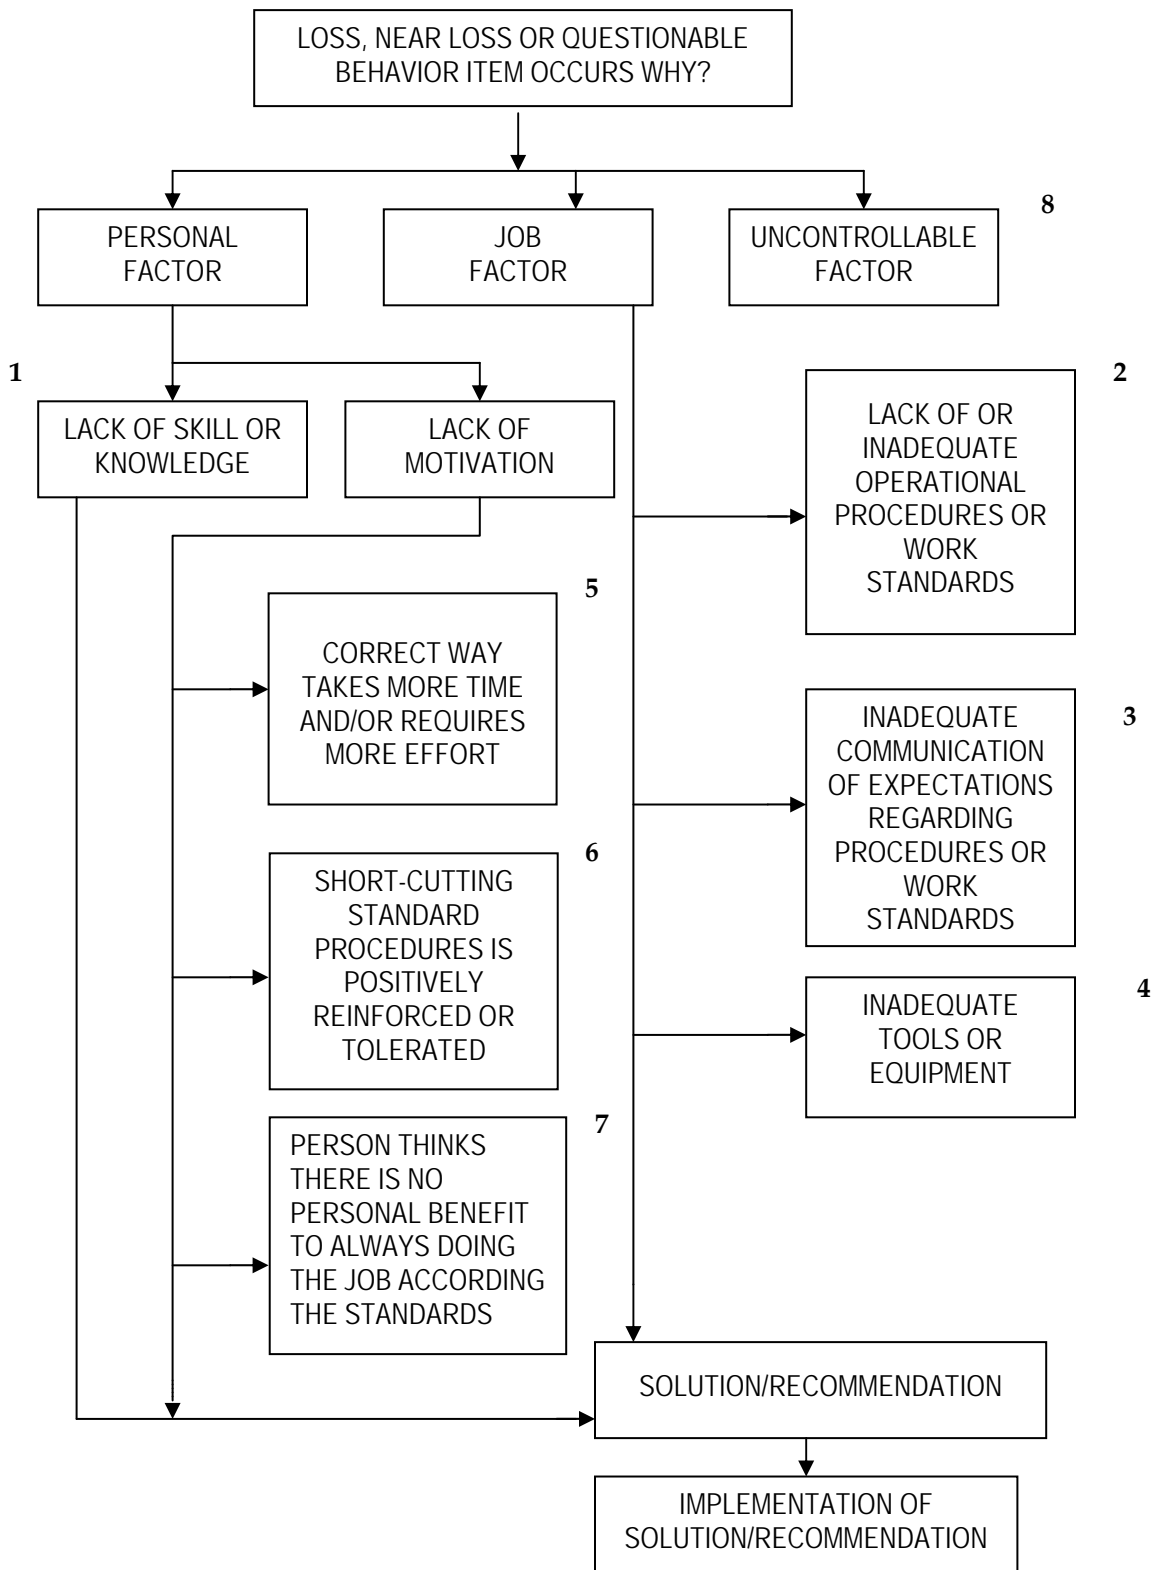 LOSS, NEAR LOSS OR QUESTIONABLE
BEHAVIOR ITEM OCCURS WHY?
PERSONAL
FACTOR
JOB
FACTOR
UNCONTROLLABLE
FACTOR
8
1
LACK OF SKILL OR
KNOWLEDGE
LACK OF
MOTIVATION
2
LACK OF OR
INADEQUATE
OPERATIONAL
PROCEDURES OR
WORK
STANDARDS
5
CORRECT WAY
TAKES MORE TIME
AND/OR REQUIRES
MORE EFFORT
3
INADEQUATE
COMMUNICATION
OF EXPECTATIONS
REGARDING
PROCEDURES OR
WORK
STANDARDS
6
SHORT-CUTTING
STANDARD
PROCEDURES IS
POSITIVELY
REINFORCED OR
TOLERATED
4
INADEQUATE
TOOLS OR
EQUIPMENT
7
PERSON THINKS
THERE IS NO
PERSONAL BENEFIT
TO ALWAYS DOING
THE JOB ACCORDING
THE STANDARDS
SOLUTION/RECOMMENDATION
IMPLEMENTATION OF
SOLUTION/RECOMMENDATION